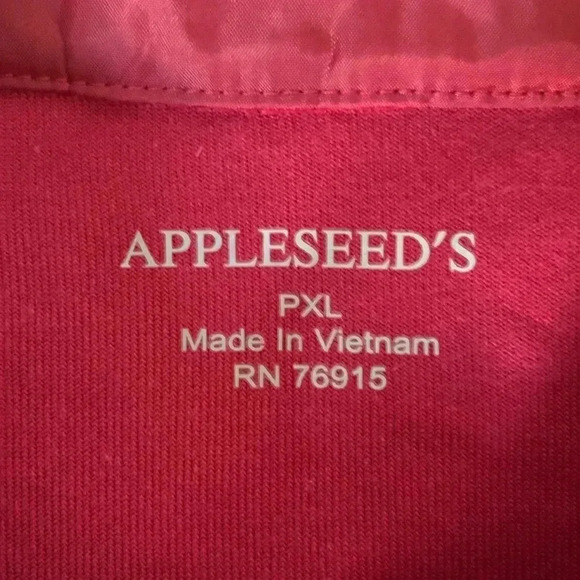 APPLESEED'S
PXL
Made In Vietnam
RN 76915